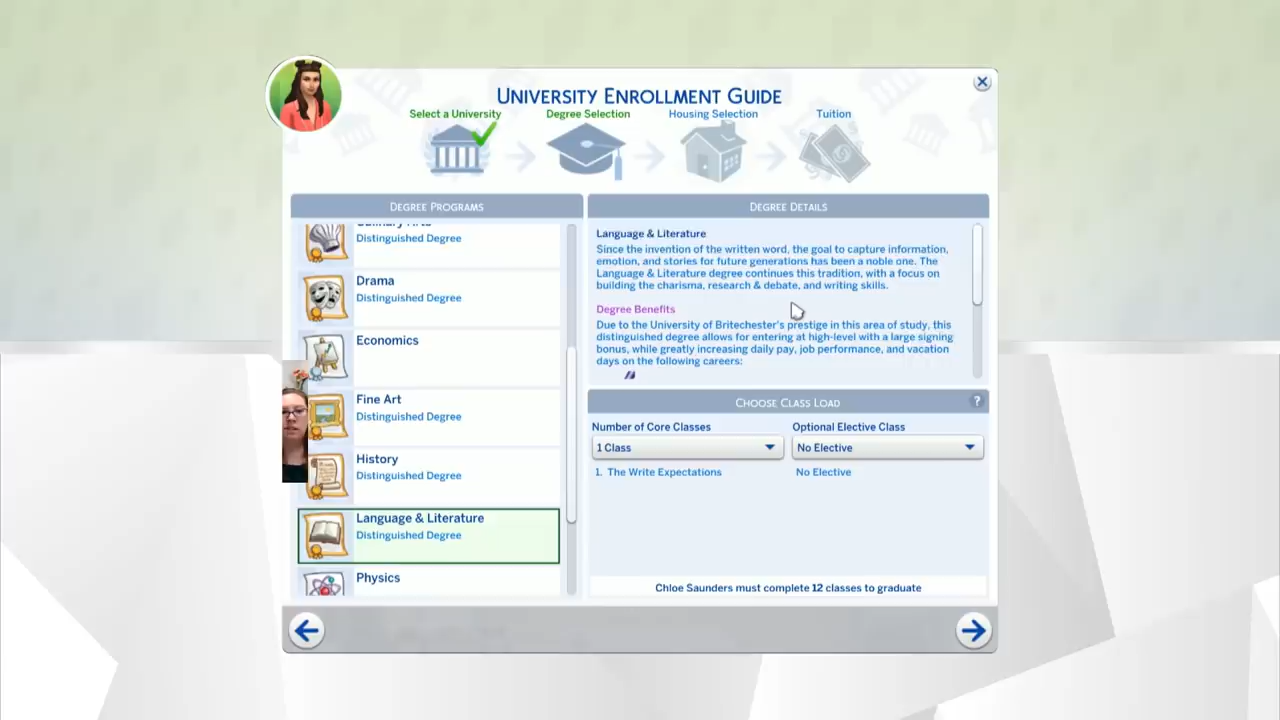 UNIVERSITY ENROLLMENT GUIDE
Select a University
Degree Selection
Housing Selection
Tuition
DEGREE PROGRAMS
Culinary Arts
Distinguished Degree
Drama
Distinguished Degree
Economics
Fine Art
Distinguished Degree
History
Distinguished Degree
Language & Literature
Distinguished Degree
Physics
DEGREE DETAILS
Language & Literature
Since the invention of the written word, the goal to capture information,
emotion, and stories for future generations has been a noble one. The
Language & Literature degree continues this tradition, with a focus on
building the charisma, research & debate, and writing skills.
Degree Benefits
Due to the University of Britechester's prestige in this area of study, this
distinguished degree allows for entering at high-level with a large signing
bonus, while greatly increasing daily pay, job performance, and vacation
days on the following careers:
CHOOSE CLASS LOAD
?
Number of Core Classes
Optional Elective Class
1 Class
No Elective
1. The Write Expectations
No Elective
Chloe Saunders must complete 12 classes to graduate